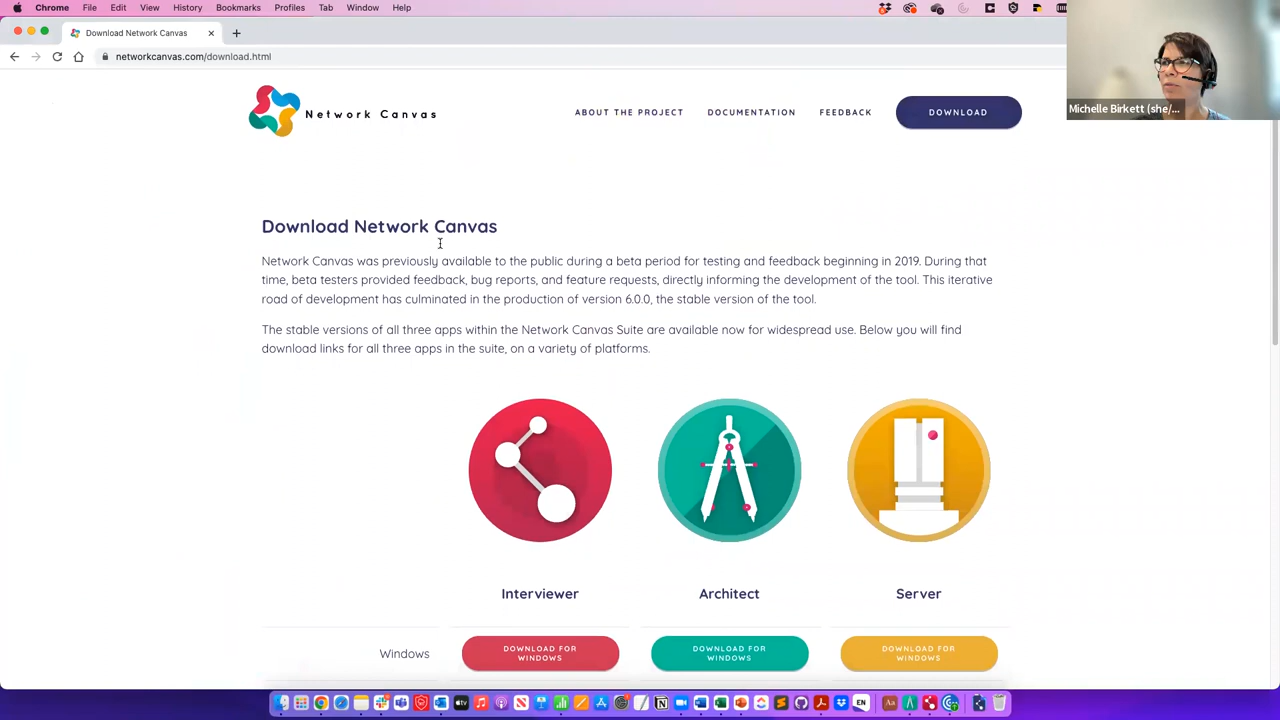 Chrome File Edit View History Bookmarks Profiles Tab Window Help
Download Network Canvas
networkcanvas.com/download.html
Michelle Birkett (she/...
Network Canvas
ABOUT THE PROJECT DOCUMENTATION FEEDBACK DOWNLOAD
Download Network Canvas
Network Canvas was previously available to the public during a beta period for testing and feedback beginning in 2019. During that
time, beta testers provided feedback, bug reports, and feature requests, directly informing the development of the tool. This iterative
road of development has culminated in the production of version 6.0.0, the stable version of the tool.
The stable versions of all three apps within the Network Canvas Suite are available now for widespread use. Below you will find
download links for all three apps in the suite, on a variety of platforms.
Interviewer Architect Server
Windows
DOWNLOAD FOR
WINDOWS
DOWNLOAD FOR
WINDOWS
DOWNLOAD FOR
WINDOWS